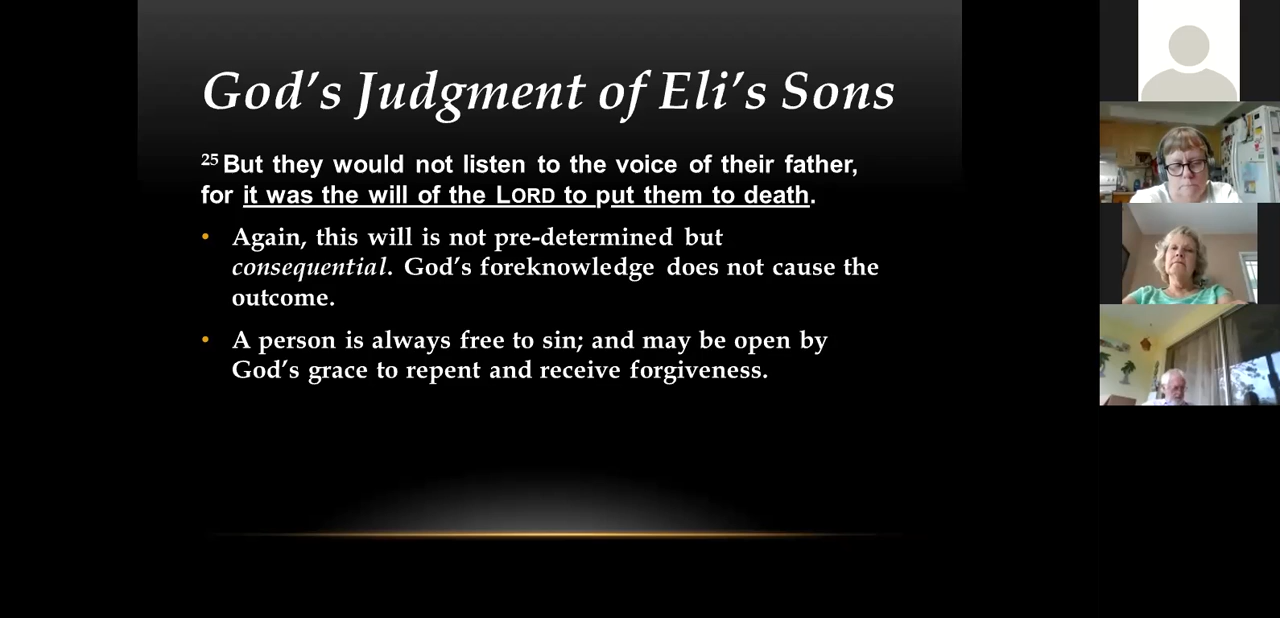 God's Judgment of Eli's Sons
25 But they would not listen to the voice of their father,
for it was the will of the LORD to put them to death.
• Again, this will is not pre-determined but
consequential. God's foreknowledge does not cause the
outcome.
• A person is always free to sin; and may be open by
God's grace to repent and receive forgiveness.